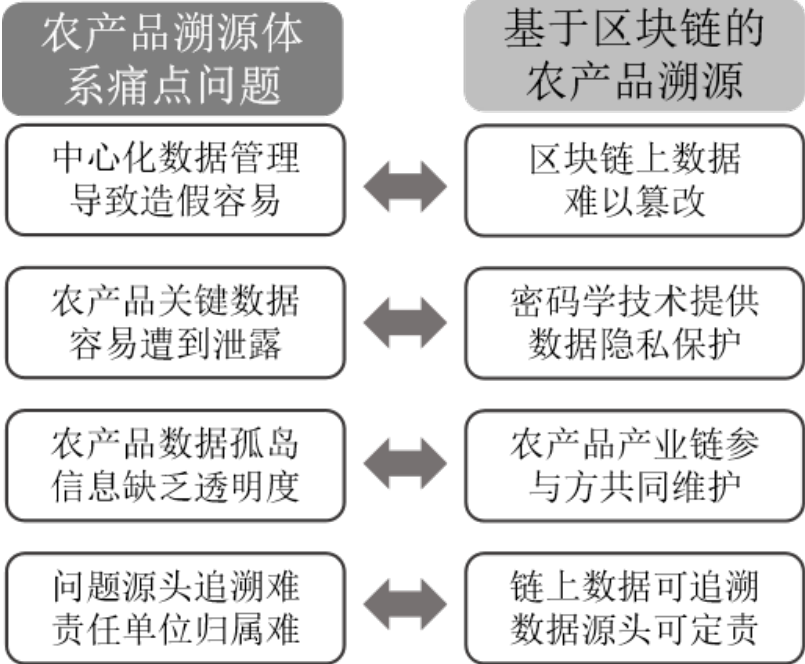 农产品溯源体
系痛点问题
基于区块链的
农产品溯源
中心化数据管理
导致造假容易
区块链上数据
难以篡改
农产品关键数据
容易遭到泄露
密码学技术提供
数据隐私保护
农产品数据孤岛
信息缺乏透明度
农产品产业链参
与方共同维护
问题源头追溯难
责任单位归属难
链上数据可追溯
数据源头可定责